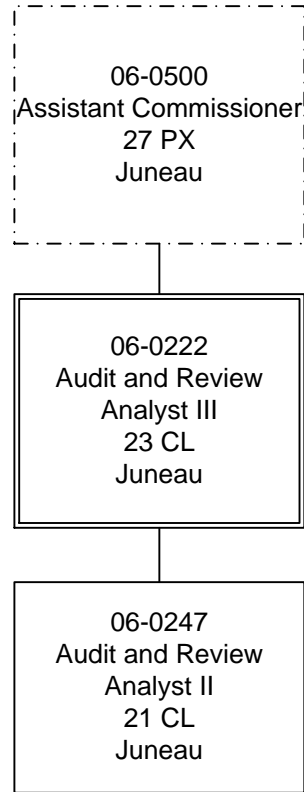 06-0500
Assistant Commissioner
27 PX
Juneau
06-0222
Audit and Review
Analyst III
23 CL
Juneau
06-0247
Audit and Review
Analyst II
21 CL
Juneau